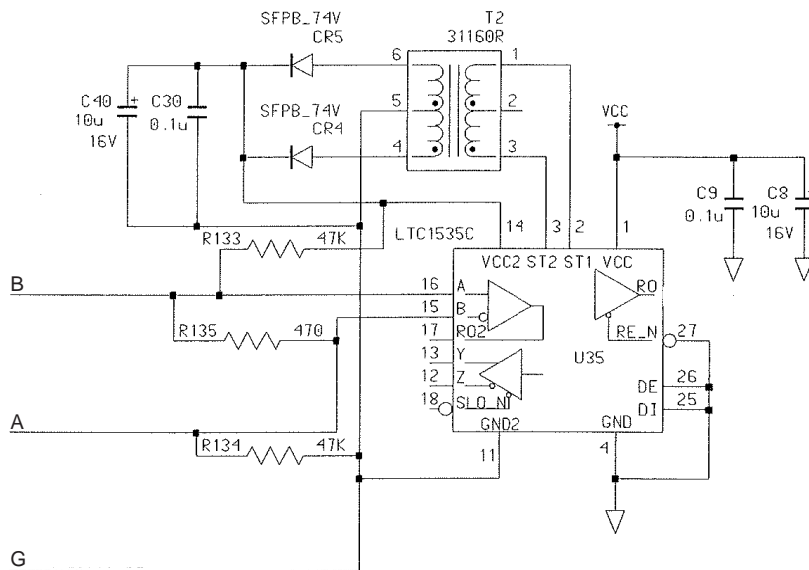 SFPB_74V
CR5
T2
31160R
6
1
C40
10u
16V
+
C30
0.1u
5
2
SFPB_74V
CR4
4
3
VCC
C9
0.1u
C8
10u
16V
+
R133
47K
LTC1535C
14
3
2
1
VCC2
ST2
ST1
VCC
B
16
A
RO
15
B
R135
470
17
RO2
RE_N
27
13
Y
U35
12
Z
DE
26
18
SLO_N
DI
25
A
GND2
GND
R134
47K
11
4
G